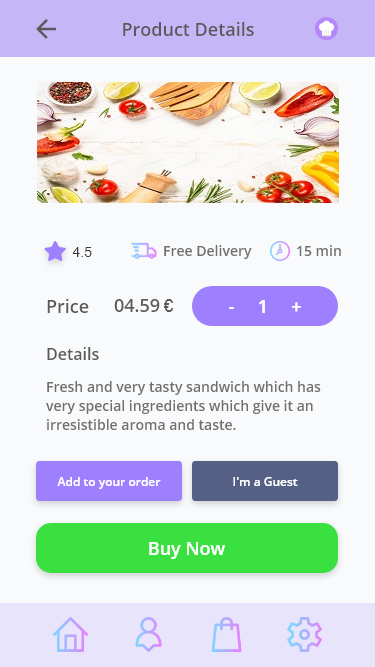 Product Details
4.5 Free Delivery 15 min
Price 04.59 € - 1 +
Details
Fresh and very tasty sandwich which has
very special ingredients which give it an
irresistible aroma and taste.
Add to your order I'm a Guest
Buy Now